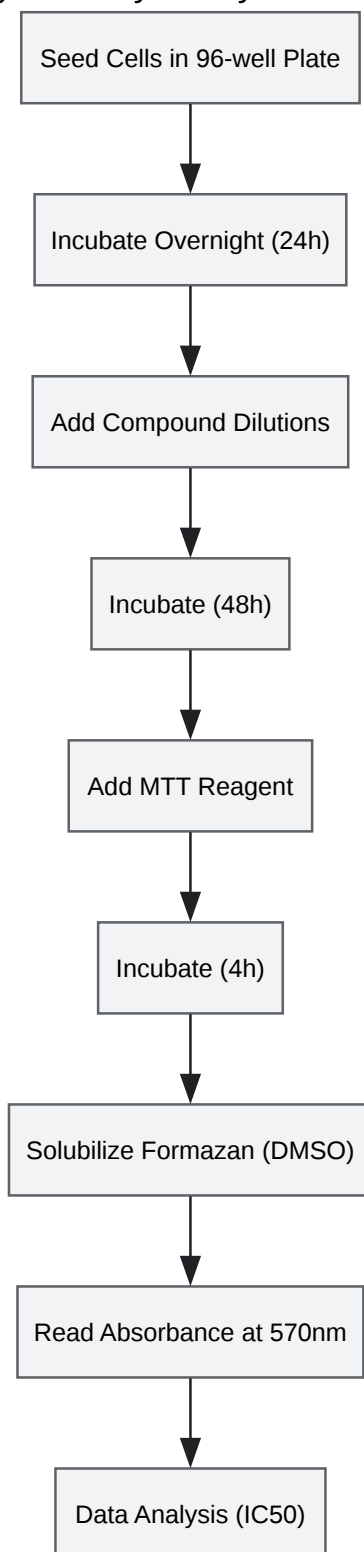 Seed Cells in 96-well Plate
Incubate Overnight (24h)
Add Compound Dilutions
Incubate (48h)
Add MTT Reagent
Incubate (4h)
Solubilize Formazan (DMSO)
Read Absorbance at 570nm
Data Analysis (IC50)